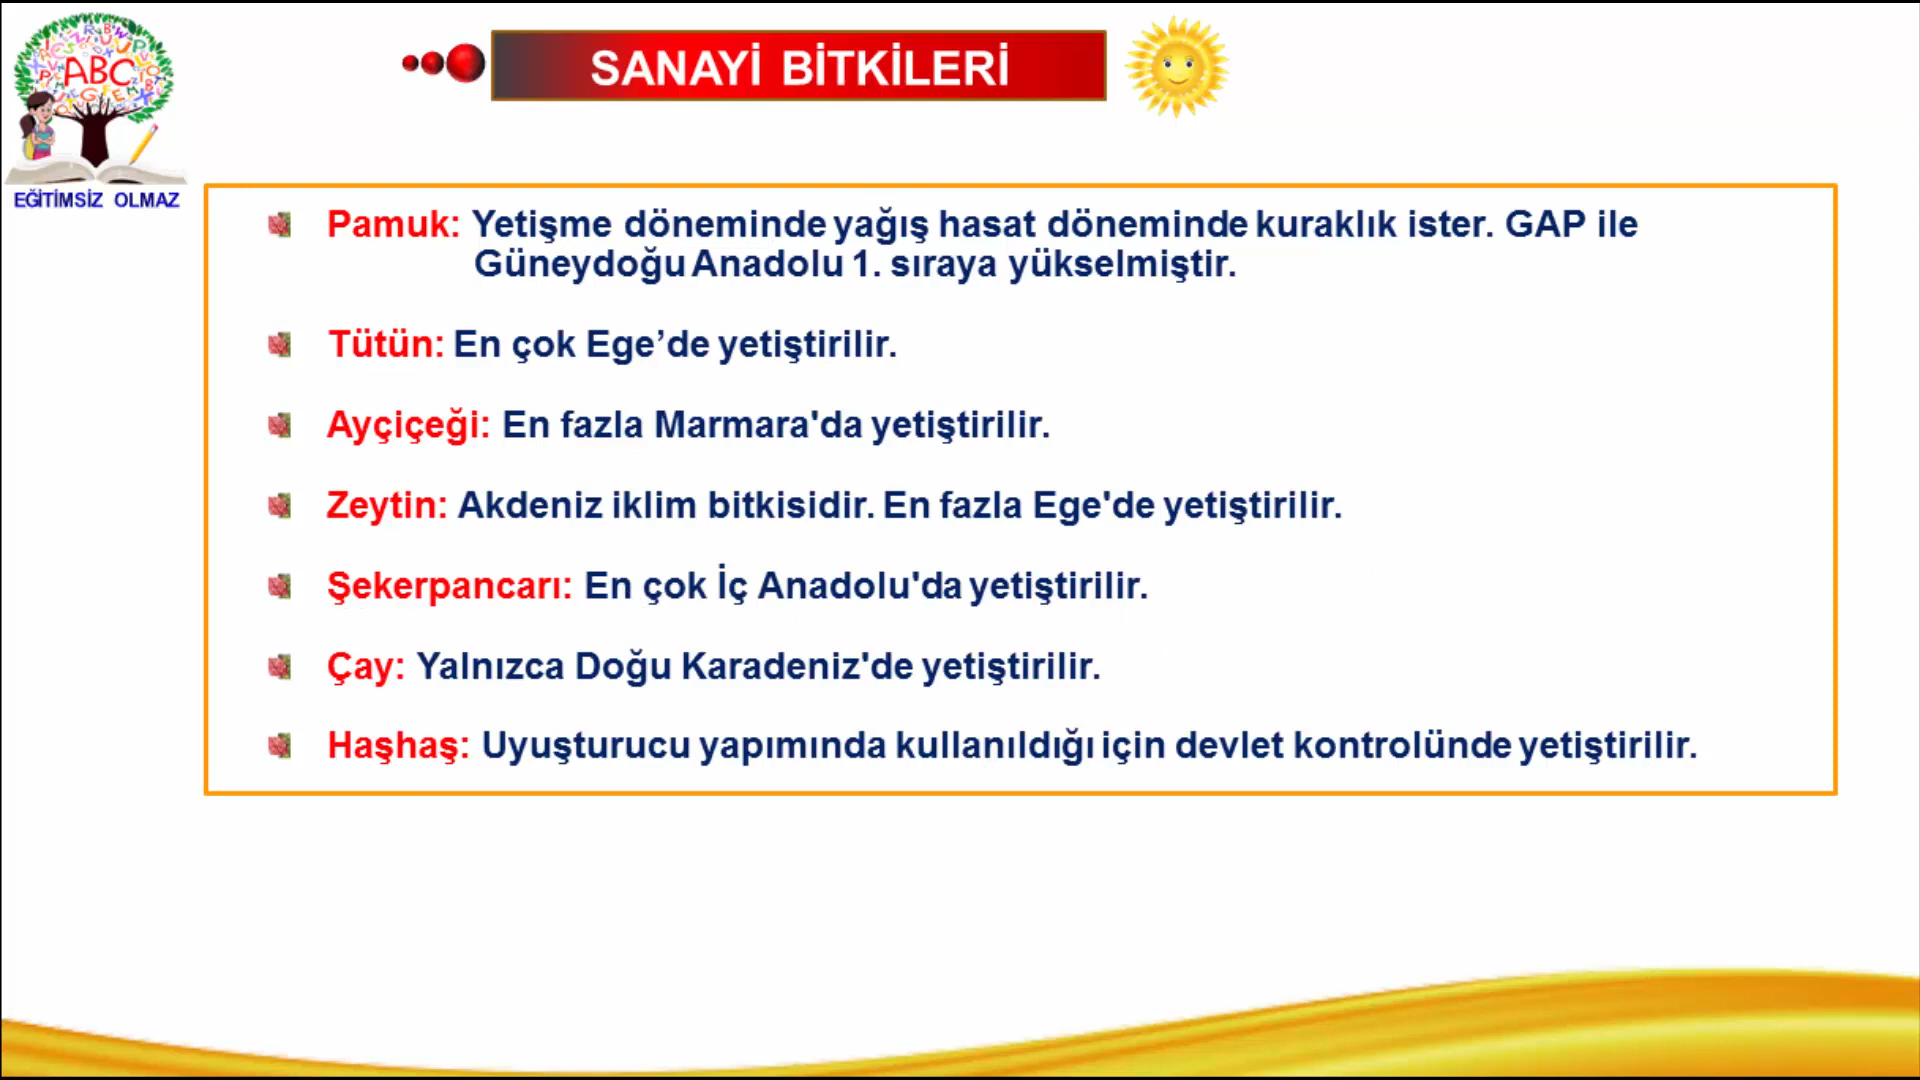 ABC
EĞİTİMSİZ OLMAZ
SANAYİ BİTKİLERİ
Pamuk: Yetişme döneminde yağış hasat döneminde kuraklık ister. GAP ile
Güneydoğu Anadolu 1. sıraya yükselmiştir.
Tütün: En çok Ege’de yetiştirilir.
Ayçiçeği: En fazla Marmara'da yetiştirilir.
Zeytin: Akdeniz iklim bitkisidir. En fazla Ege'de yetiştirilir.
Şekerpancarı: En çok İç Anadolu'da yetiştirilir.
Çay: Yalnızca Doğu Karadeniz'de yetiştirilir.
Haşhaş: Uyuşturucu yapımında kullanıldığı için devlet kontrolünde yetiştirilir.